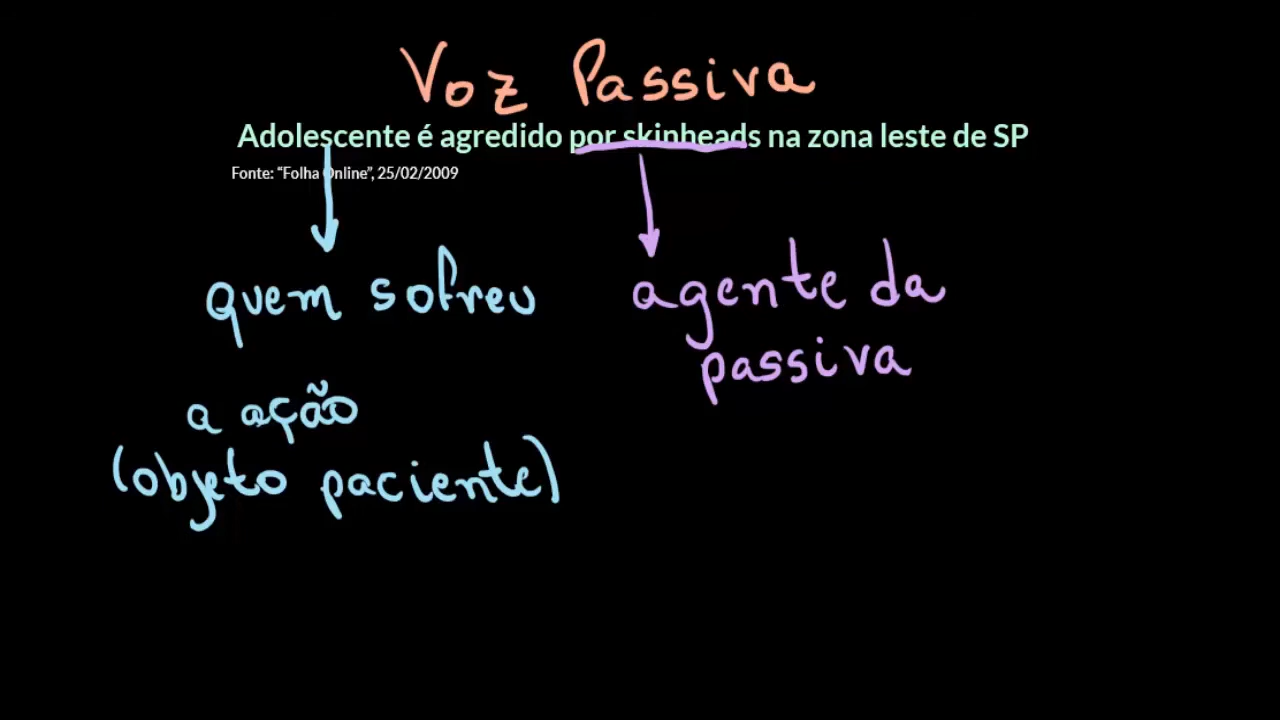 Voz Passiva
Adolescente é agredido por skinheads na zona leste de SP
Fonte: “Folha Online”, 25/02/2009
quem sofreu
a ação
(objeto paciente)
agente da
passiva